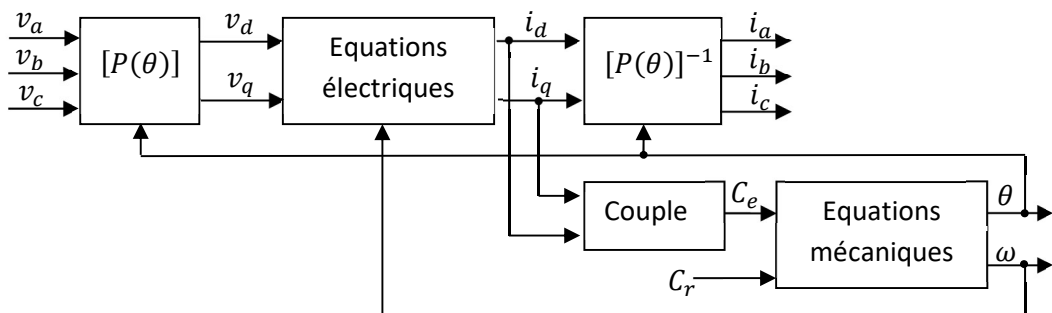 v_a
v_b
v_c
[P(θ)]
v_d
v_q
Equations
électriques
i_d
i_q
[P(θ)]⁻¹
i_a
i_b
i_c
Couple
C_e
C_r
Equations
mécaniques
θ
ω